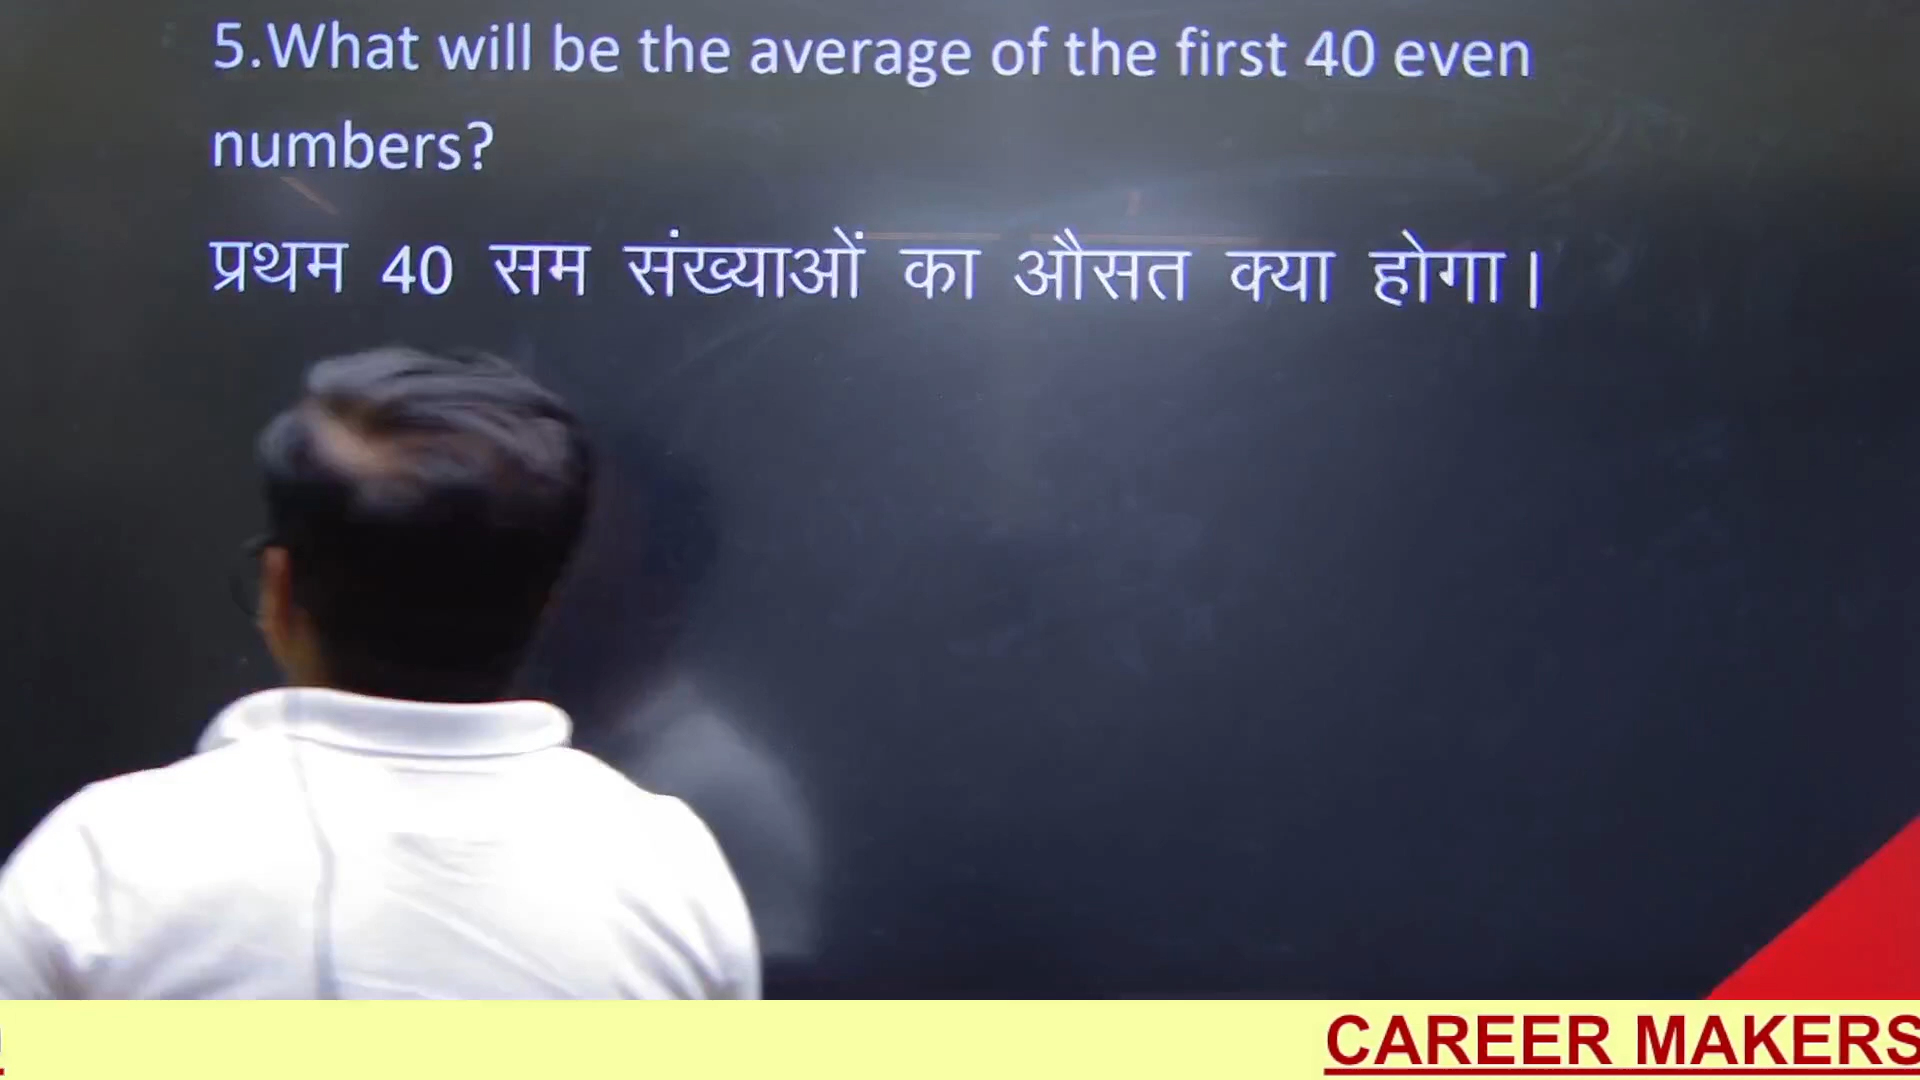 5.What will be the average of the first 40 even
numbers?
प्रथम 40 सम संख्याओं का औसत क्या होगा।
CAREER MAKERS